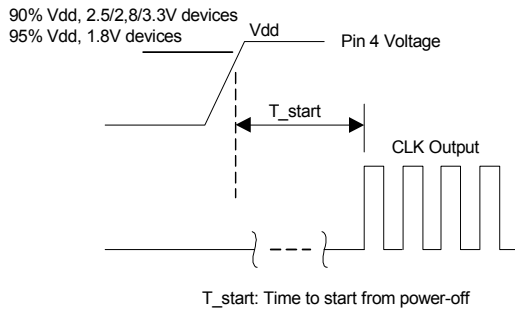 90% Vdd, 2.5/2,8/3.3V devices
95% Vdd, 1.8V devices
Vdd
Pin 4 Voltage
T_start
CLK Output
T_start: Time to start from power-off